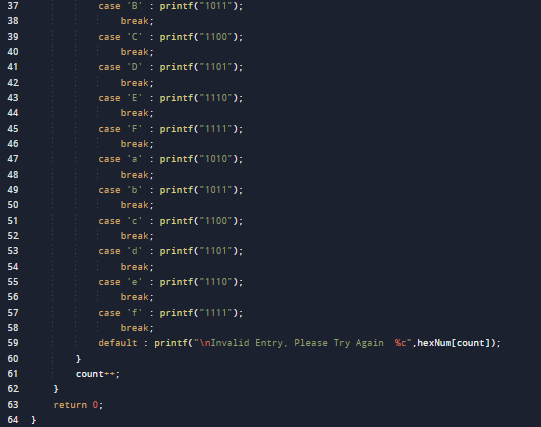 37 case 'B' : printf("1011");
38 break;
39 case 'C' : printf("1100");
40 break;
41 case 'D' : printf("1101");
42 break;
43 case 'E' : printf("1110");
44 break;
45 case 'F' : printf("1111");
46 break;
47 case 'a' : printf("1010");
48 break;
49 case 'b' : printf("1011");
50 break;
51 case 'c' : printf("1100");
52 break;
53 case 'd' : printf("1101");
54 break;
55 case 'e' : printf("1110");
56 break;
57 case 'f' : printf("1111");
58 break;
59 default : printf("\nInvalid Entry, Please Try Again  %c",hexNum[count]);
60 }
61 count++;
62 }
63 return 0;
64 }